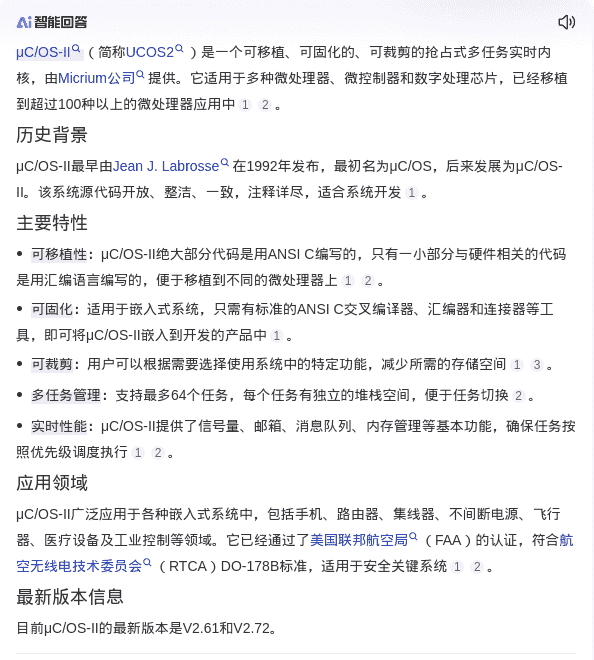 Ai智能回答
μC/OS-II（简称UCOS2）是一个可移植、可固化的、可裁剪的抢占式多任务实时内
核，由Micrium公司提供。它适用于多种微处理器、微控制器和数字处理芯片，已经移植
到超过100种以上的微处理器应用中 1 2 。
历史背景
μC/OS-II最早由Jean J. Labrosse在1992年发布，最初名为μC/OS，后来发展为μC/OS-
II。该系统源代码开放、整洁、一致，注释详尽，适合系统开发 1 。
主要特性
• 可移植性：μC/OS-II绝大部分代码是用ANSI C编写的，只有一小部分与硬件相关的代码
是用汇编语言编写的，便于移植到不同的微处理器上 1 2 。
• 可固化：适用于嵌入式系统，只需有标准的ANSI C交叉编译器、汇编器和连接器等工
具，即可将μC/OS-II嵌入到开发的产品中 1 。
• 可裁剪：用户可以根据需要选择使用系统中的特定功能，减少所需的存储空间 1 3 。
• 多任务管理：支持最多64个任务，每个任务有独立的堆栈空间，便于任务切换 2 。
• 实时性能：μC/OS-II提供了信号量、邮箱、消息队列、内存管理等基本功能，确保任务按
照优先级调度执行 1 2 。
应用领域
μC/OS-II广泛应用于各种嵌入式系统中，包括手机、路由器、集线器、不间断电源、飞行
器、医疗设备及工业控制等领域。它已经通过了美国联邦航空局（FAA）的认证，符合航
空无线电技术委员会（RTCA）DO-178B标准，适用于安全关键系统 1 2 。
最新版本信息
目前μC/OS-II的最新版本是V2.61和V2.72。